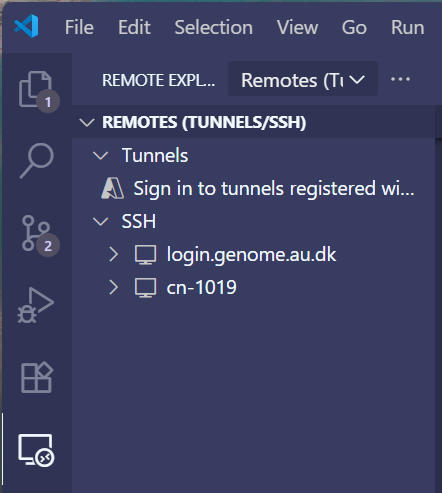 File Edit Selection View Go Run
REMOTE EXPL... Remotes (Tu
REMOTES (TUNNELS/SSH)
1
Tunnels
Sign in to tunnels registered wi...
SSH
2
login.genome.au.dk
cn-1019